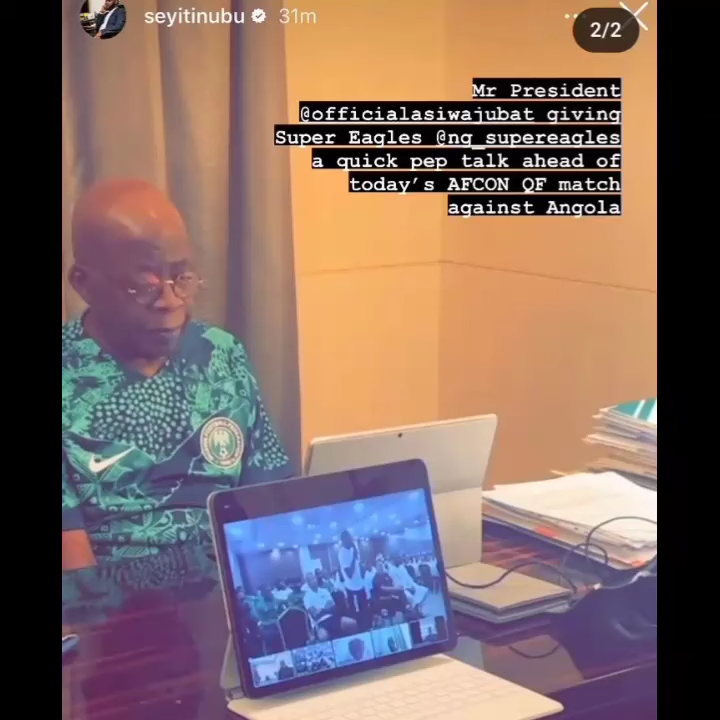 seyitinubu 31m
2/2
Mr President
@officialasiwajubat giving
Super Eagles @ng_supereagles
a quick pep talk ahead of
today's AFCON QF match
against Angola